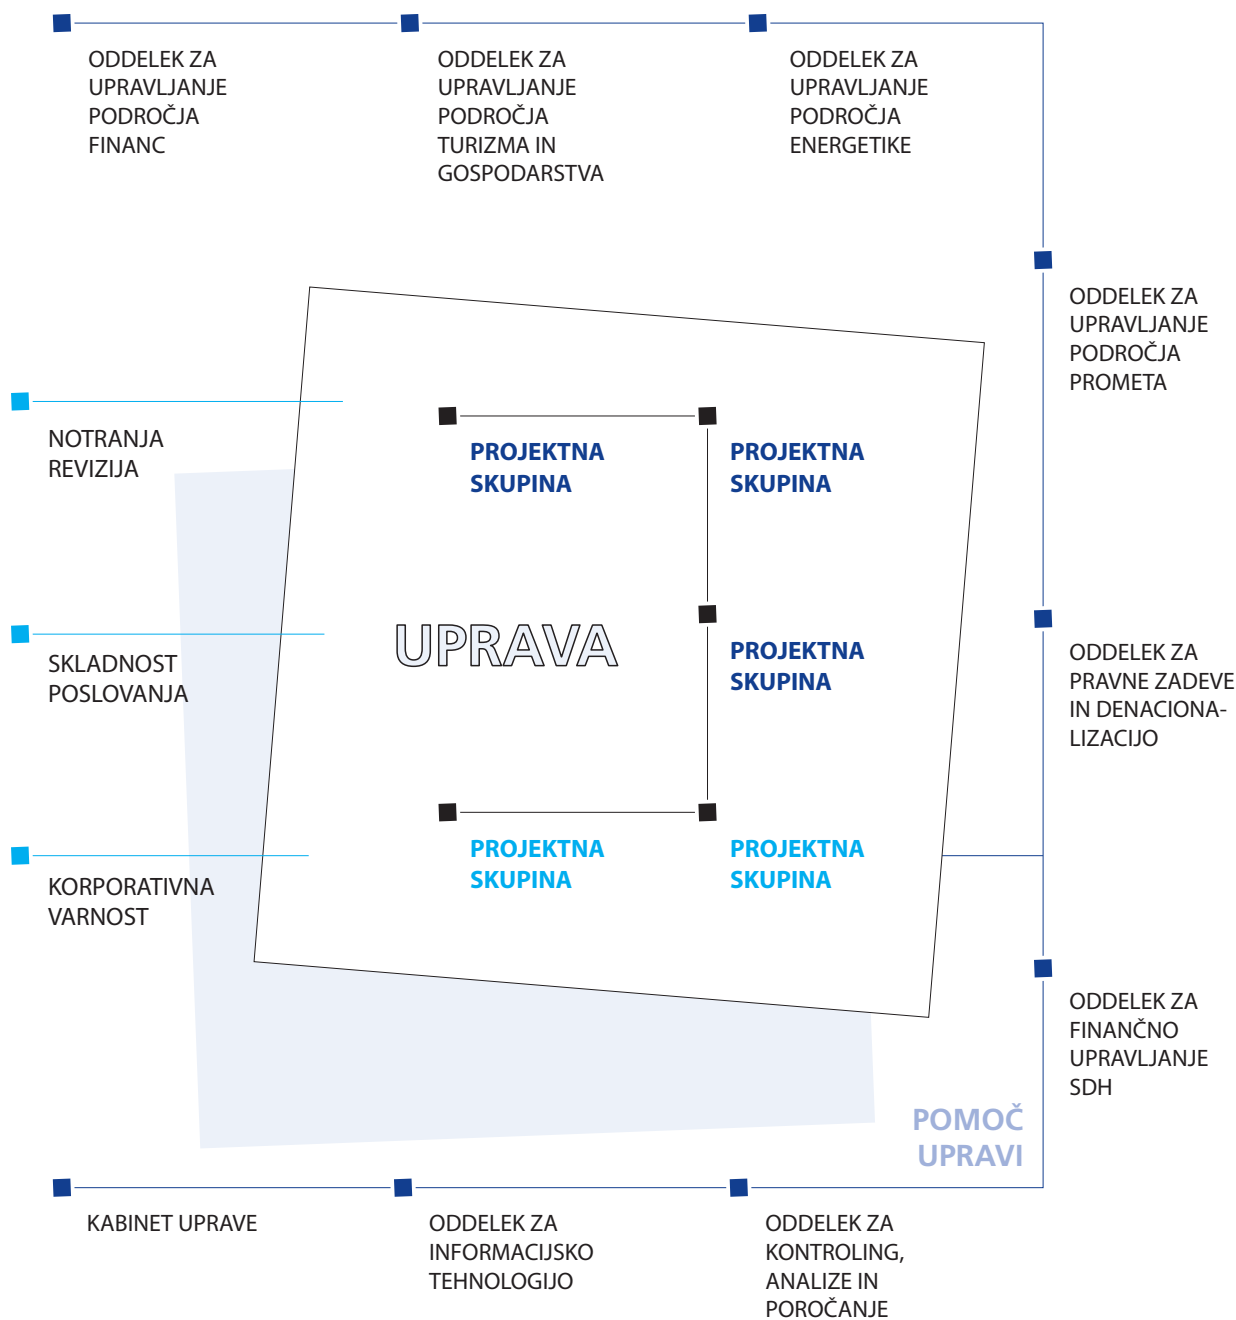 ODDELEK ZA
UPRAVLJANJE
PODROČJA
FINANC
ODDELEK ZA
UPRAVLJANJE
PODROČJA
TURIZMA IN
GOSPODARSTVA
ODDELEK ZA
UPRAVLJANJE
PODROČJA
ENERGETIKE
ODDELEK ZA
UPRAVLJANJE
PODROČJA
PROMETA
NOTRANJA
REVIZIJA
PROJEKTNA
SKUPINA
PROJEKTNA
SKUPINA
SKLADNOST
POSLOVANJA
UPRAVA
PROJEKTNA
SKUPINA
ODDELEK ZA
PRAVNE ZADEVE
IN DENACIONA-
LIZACIJO
KORPORATIVNA
VARNOST
PROJEKTNA
SKUPINA
PROJEKTNA
SKUPINA
ODDELEK ZA
FINANČNO
UPRAVLJANJE
SDH
POMOČ
UPRAVI
KABINET UPRAVE
ODDELEK ZA
INFORMACIJSKO
TEHNOLOGIJO
ODDELEK ZA
KONTROLING,
ANALIZE IN
POROČANJE